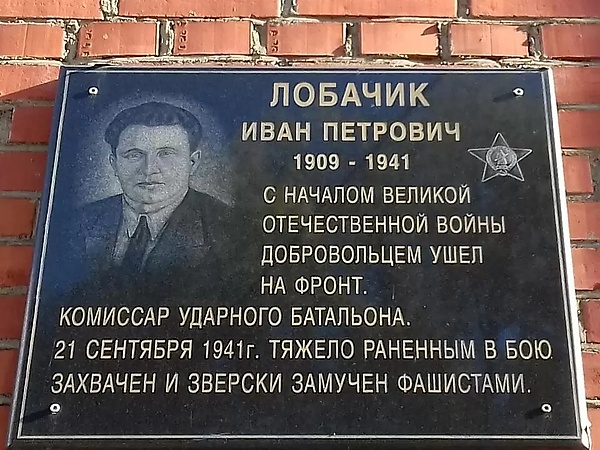 ЛОБАЧИК
ИВАН ПЕТРОВИЧ
1909 - 1941
С НАЧАЛОМ ВЕЛИКОЙ
ОТЕЧЕСТВЕННОЙ ВОЙНЫ
ДОБРОВОЛЬЦЕМ УШЕЛ
НА ФРОНТ.
КОМИССАР УДАРНОГО БАТАЛЬОНА.
21 СЕНТЯБРЯ 1941г. ТЯЖЕЛО РАНЕННЫМ В БОЮ
ЗАХВАЧЕН И ЗВЕРСКИ ЗАМУЧЕН ФАШИСТАМИ.